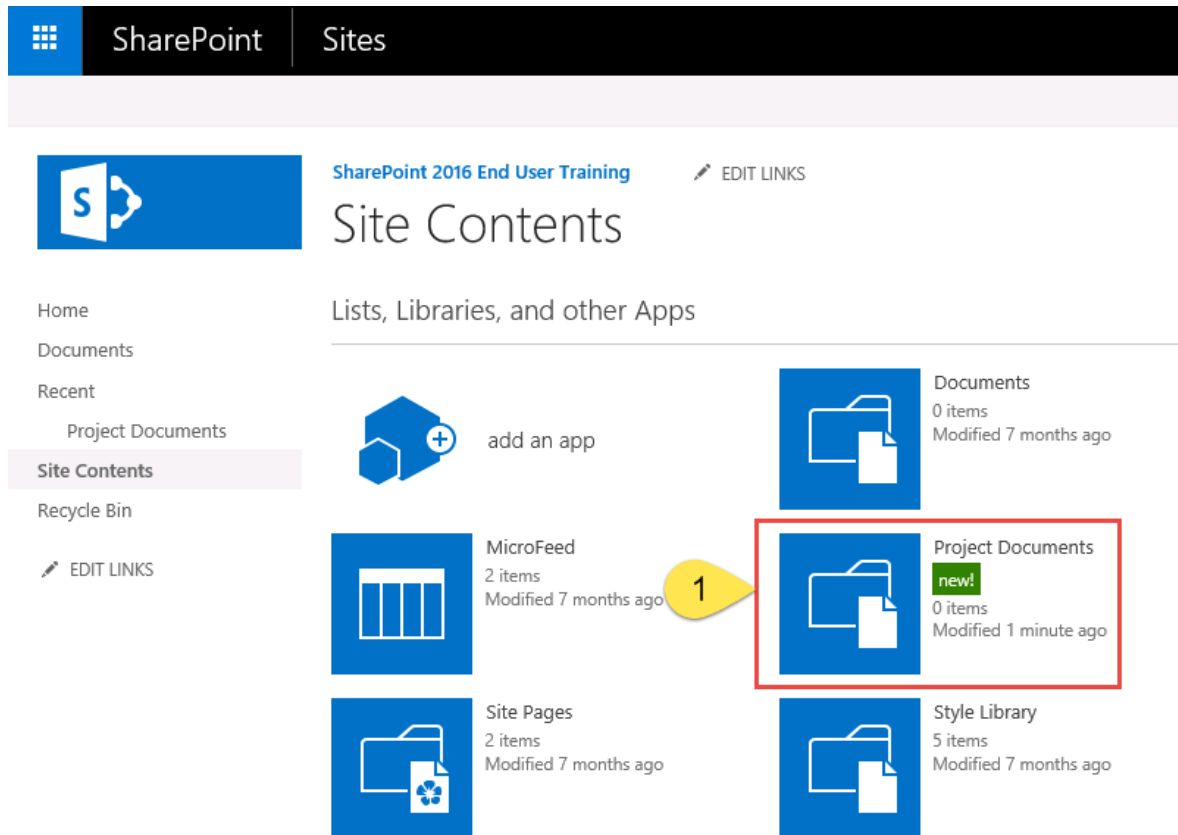 SharePoint
Sites
S
SharePoint 2016 End User Training
EDIT LINKS
Site Contents
Home
Documents
Recent
Project Documents
Site Contents
Recycle Bin
EDIT LINKS
Lists, Libraries, and other Apps
add an app
Documents
0 items
Modified 7 months ago
MicroFeed
2 items
Modified 7 months ago
1
Project Documents
new!
0 items
Modified 1 minute ago
Site Pages
2 items
Modified 7 months ago
Style Library
5 items
Modified 7 months ago